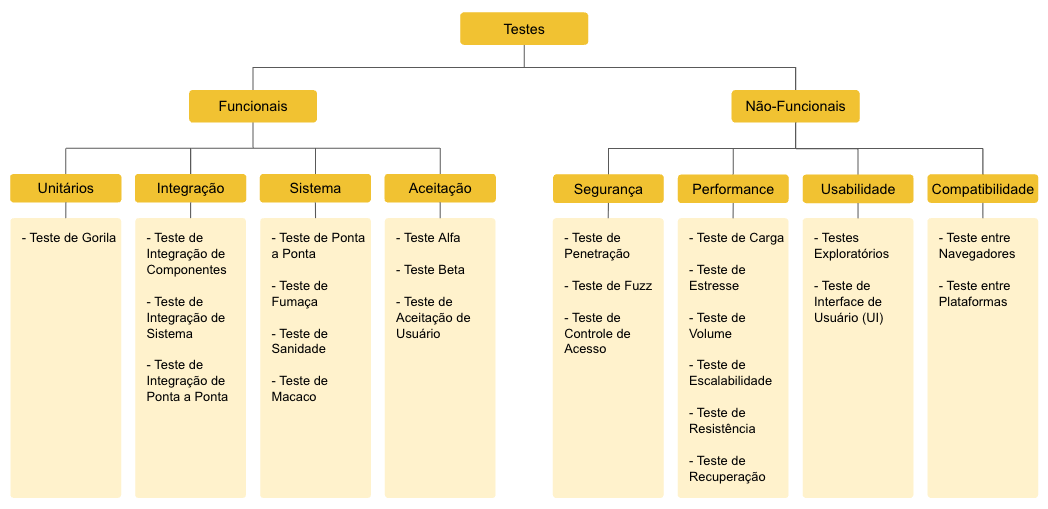 Testes
Funcionais
Não-Funcionais
Unitários
Integração
Sistema
Aceitação
Segurança
Performance
Usabilidade
Compatibilidade
- Teste de Gorila
- Teste de
Integração de
Componentes
- Teste de
Integração de
Sistema
- Teste de
Integração de
Ponta a Ponta
- Teste de Ponta
a Ponta
- Teste de
Fumaça
- Teste de
Sanidade
- Teste de
Macaco
- Teste Alfa
- Teste Beta
- Teste de
Aceitação de
Usuário
- Teste de
Penetração
- Teste de Fuzz
- Teste de
Controle de
Acesso
- Teste de Carga
- Teste de
Estresse
- Teste de
Volume
- Teste de
Escalabilidade
- Teste de
Resistência
- Teste de
Recuperação
- Testes
Exploratórios
- Teste de
Interface de
Usuário (UI)
- Teste entre
Navegadores
- Teste entre
Plataformas